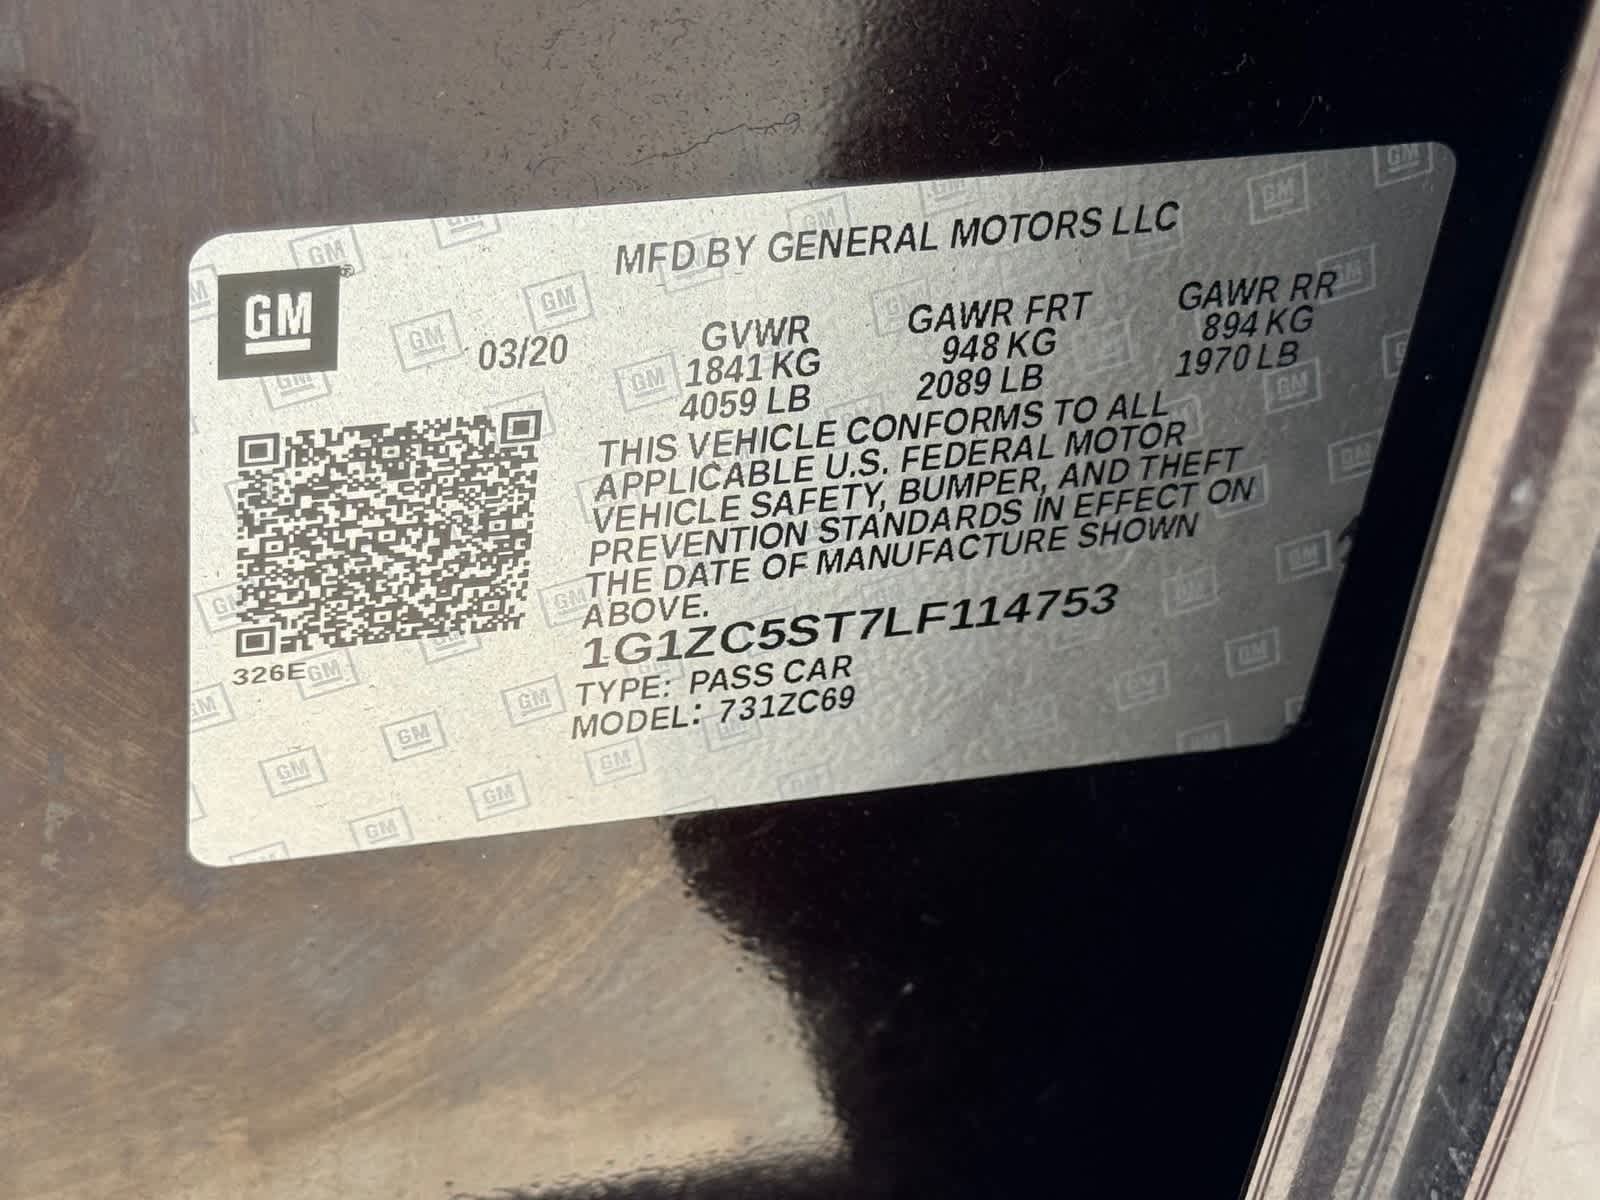 MFD BY GENERAL MOTORS LLC
GM
03/20
GVWR GAWR FRT GAWR RR
1841 KG 948 KG 894 KG
4059 LB 2089 LB 1970 LB
THIS VEHICLE CONFORMS TO ALL
APPLICABLE U.S. FEDERAL MOTOR
VEHICLE SAFETY, BUMPER, AND THEFT
PREVENTION STANDARDS IN EFFECT ON
THE DATE OF MANUFACTURE SHOWN
ABOVE.
1G1ZC5ST7LF114753
326E
TYPE: PASS CAR
MODEL: 731ZC69